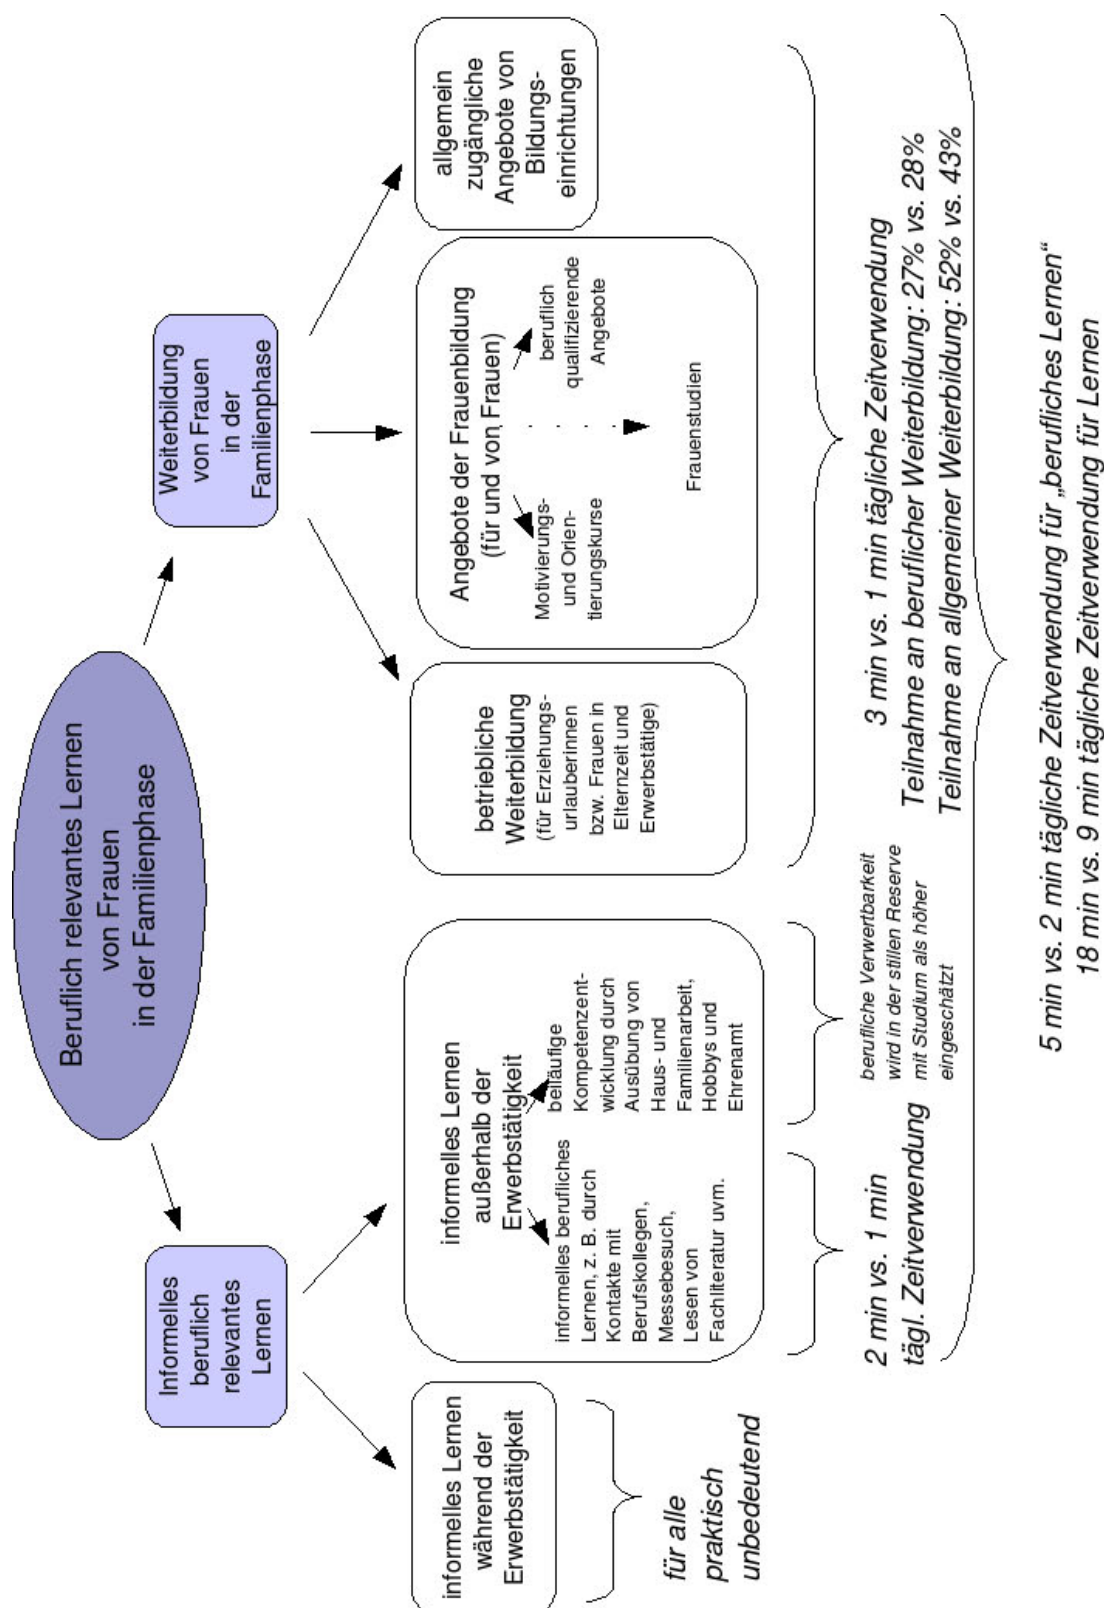 Beruflich relevantes Lernen
von Frauen
in der Familienphase
Informelles
beruflich
relevantes
Lernen
Weiterbildung
von Frauen
in der
Familienphase
informelles Lernen
während der
Erwerbstätigkeit
informelles Lernen
außerhalb der
Erwerbstätigkeit
informelles berufliches
Lernen, z. B. durch
Kontakte mit
Berufskollegen,
Messebesuch,
Lesen von
Fachliteratur uvm.
beiläufige
Kompetenzent-
wicklung durch
Ausübung von
Haus- und
Familienarbeit,
Hobbys und
Ehrenamt
betriebliche
Weiterbildung
(für Erziehungs-
urlauberinnen
bzw. Frauen in
Elternzeit und
Erwerbstätige)
Angebote der Frauenbildung
(für und von Frauen)
Motivierungs-
und Orien-
tierungskurse
beruflich
qualifizierende
Angebote
Frauenstudien
allgemein
zugängliche
Angebote von
Bildungs-
einrichtungen
für alle
praktisch
unbedeutend
2 min vs. 1 min
tägl. Zeitverwendung
berufliche Verwertbarkeit
wird in der stillen Reserve
mit Studium als höher
eingeschätzt
3 min vs. 1 min tägliche Zeitverwendung
Teilnahme an beruflicher Weiterbildung: 27% vs. 28%
Teilnahme an allgemeiner Weiterbildung: 52% vs. 43%
5 min vs. 2 min tägliche Zeitverwendung für „berufliches Lernen“
18 min vs. 9 min tägliche Zeitverwendung für Lernen